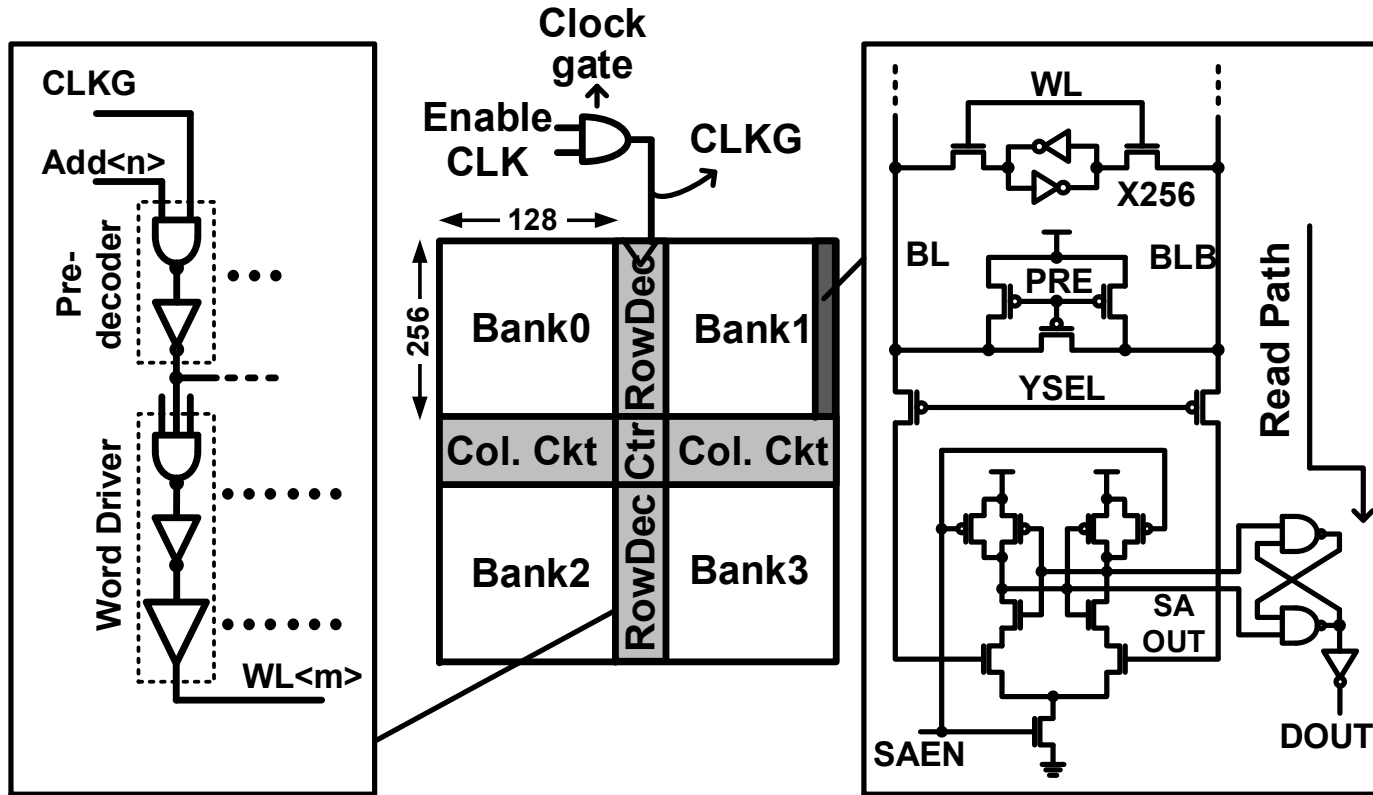 CLKG
Add<n>
Pre-
decoder
Word Driver
WL<m>
Clock
gate
Enable
CLK
CLKG
128
256
Bank0
Bank1
RowDec
Col. Ckt
Ctr
Col. Ckt
Bank2
Bank3
RowDec
WL
X256
BL
BLB
PRE
YSEL
Read Path
SA
OUT
SAEN
DOUT